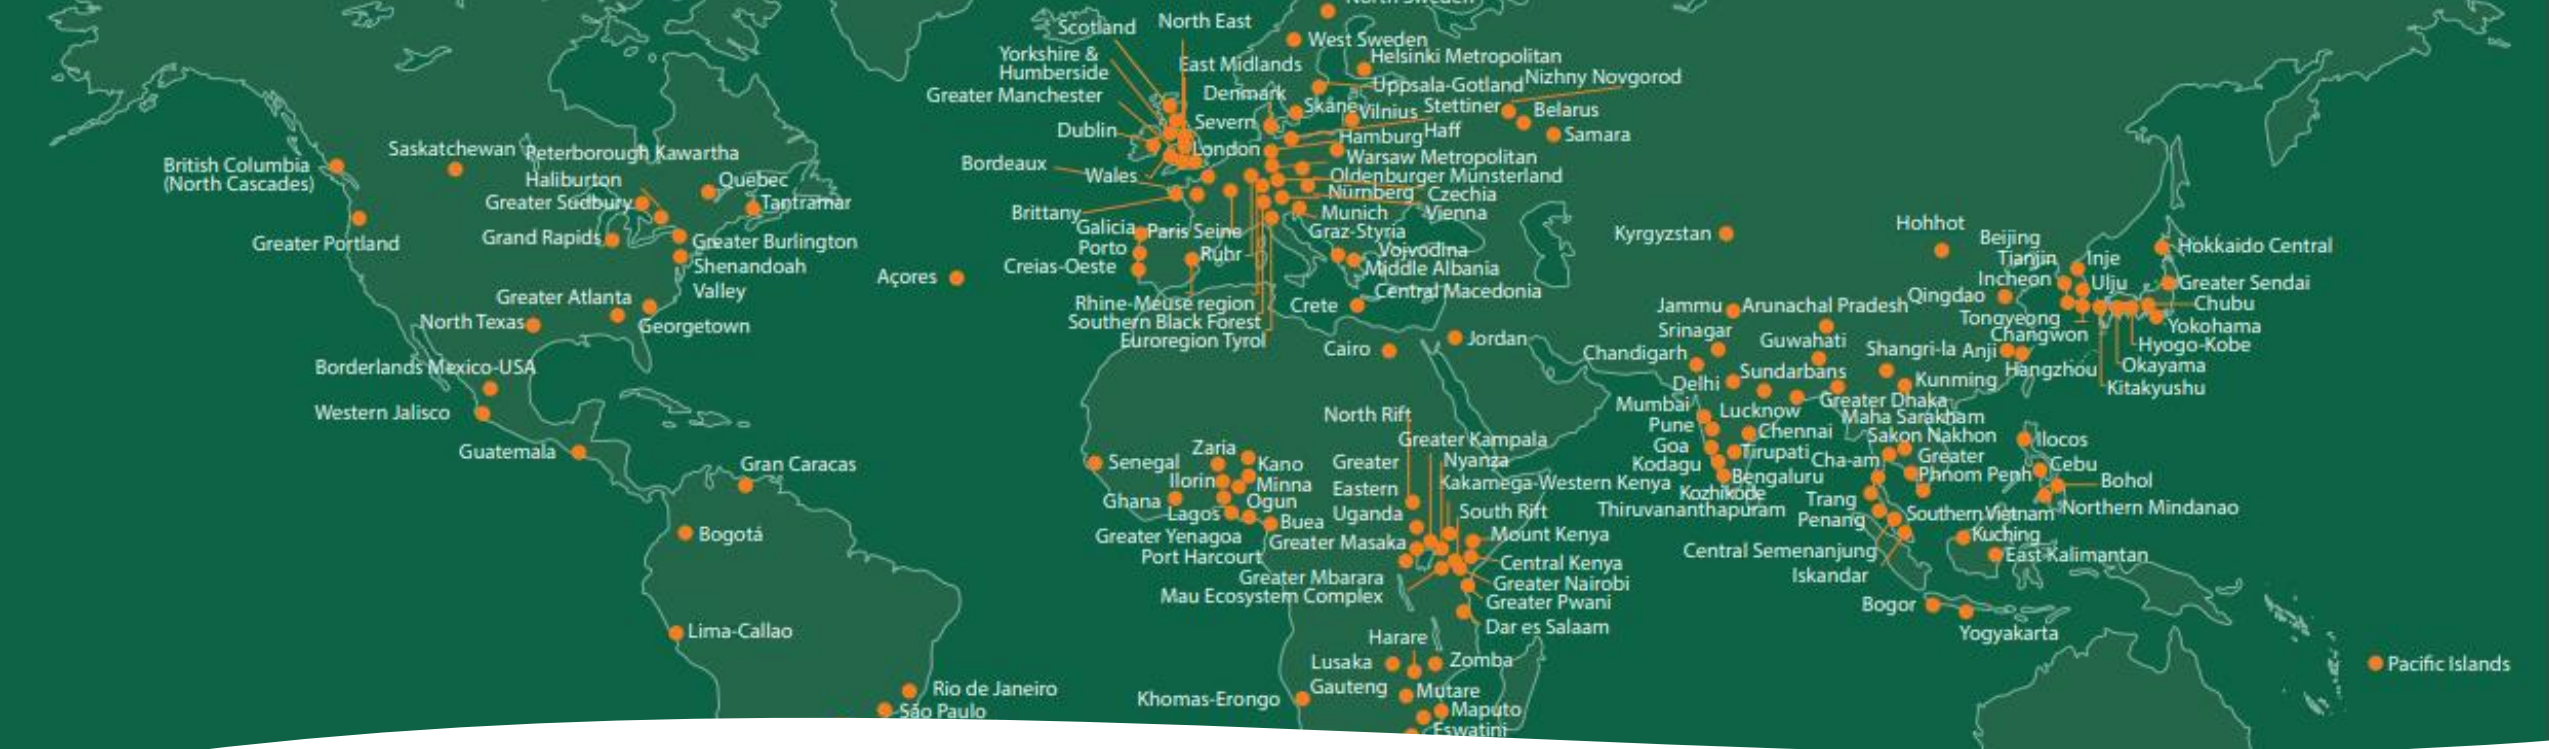 North Sweden
Scotland
North East
West Sweden
Yorkshire &
Humberside
East Midlands
Helsinki Metropolitan
Greater Manchester
Denmark
Uppsala-Gotland
Nizhny Novgorod
Skåne
Stettiner
Haff
Vilnius
Belarus
Dublin
Severn
Hamburg
Samara
London
Bordeaux
Wales
Warsaw Metropolitan
Oldenburger Münsterland
Nürnberg
Czechia
Brittany
Munich
Vienna
Galicia
Paris Seine
Graz-Styria
Porto
Ruhr
Vojvodina
Creias-Oeste
Middle Albania
Açores
Central Macedonia
Rhine-Meuse region
Crete
Southern Black Forest
Euroregion Tyrol
Cairo
Jordan
British Columbia
(North Cascades)
Saskatchewan
Peterborough Kawartha
Haliburton
Quebec
Greater Sudbury
Tantramar
Greater Portland
Grand Rapids
Greater Burlington
Shenandoah
Valley
Greater Atlanta
North Texas
Georgetown
Borderlands Mexico-USA
Western Jalisco
Guatemala
Gran Caracas
Bogotá
Lima-Callao
Rio de Janeiro
São Paulo
North Rift
Greater Kampala
Zaria
Senegal
Kano
Greater
Eastern
Uganda
Nyanza
Ilorin
Minna
Kakamega-Western Kenya
Ghana
Ogun
Lagos
Buea
South Rift
Greater Yenagoa
Greater Masaka
Mount Kenya
Port Harcourt
Central Kenya
Greater Mbarara
Greater Nairobi
Mau Ecosystem Complex
Greater Pwani
Dar es Salaam
Harare
Lusaka
Zomba
Gauteng
Khomas-Erongo
Mutare
Maputo
Eswatini
Kyrgyzstan
Hohhot
Beijing
Tianjin
Inje
Hokkaido Central
Incheon
Ulju
Greater Sendai
Jammu
Arunachal Pradesh
Qingdao
Chubu
Srinagar
Guwahati
Tongyeong
Yokohama
Changwon
Chandigarh
Shangri-la
Anji
Hyogo-Kobe
Delhi
Sundarbans
Kunming
Hangzhou
Okayama
Kitakyushu
Mumbai
Lucknow
Greater Dhaka
Pune
Chennai
Maha Sarakham
Goa
Tirupati
Sakon Nakhon
Ilocos
Kodagu
Bengaluru
Cha-am
Greater
Phnom Penh
Cebu
Kozhikode
Bohol
Thiruvananthapuram
Trang
Northern Mindanao
Penang
Southern Vietnam
Kuching
Central Semenanjung
East Kalimantan
Iskandar
Bogor
Yogyakarta
Pacific Islands